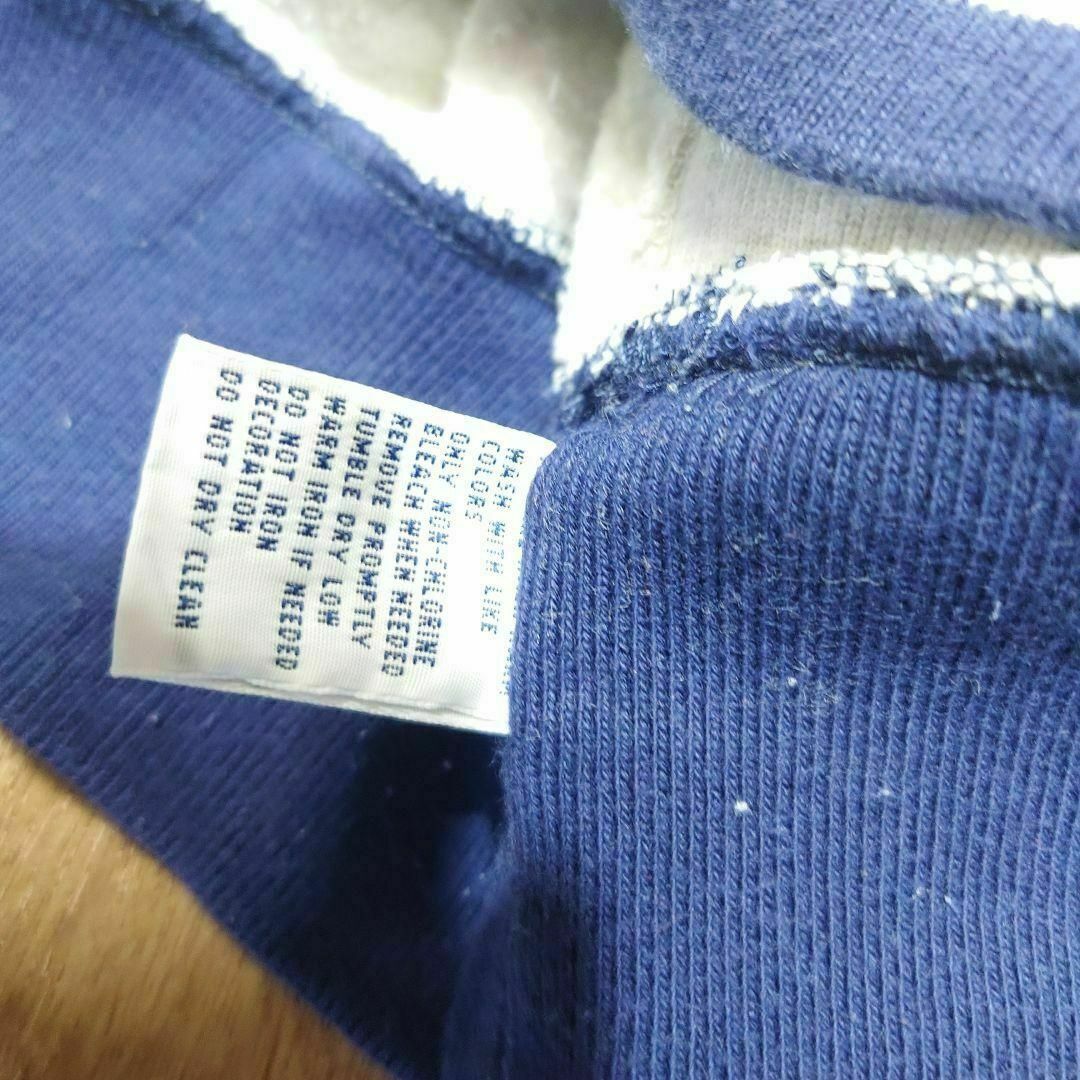 WASH WITH LIKE
COLORS
ONLY NON-CHLORINE
BLEACH WHEN NEEDED
REMOVE PROMPTLY
TUMBLE DRY LOW
WARM IRON IF NEEDED
DO NOT IRON
DECORATION
DO NOT DRY CLEAN